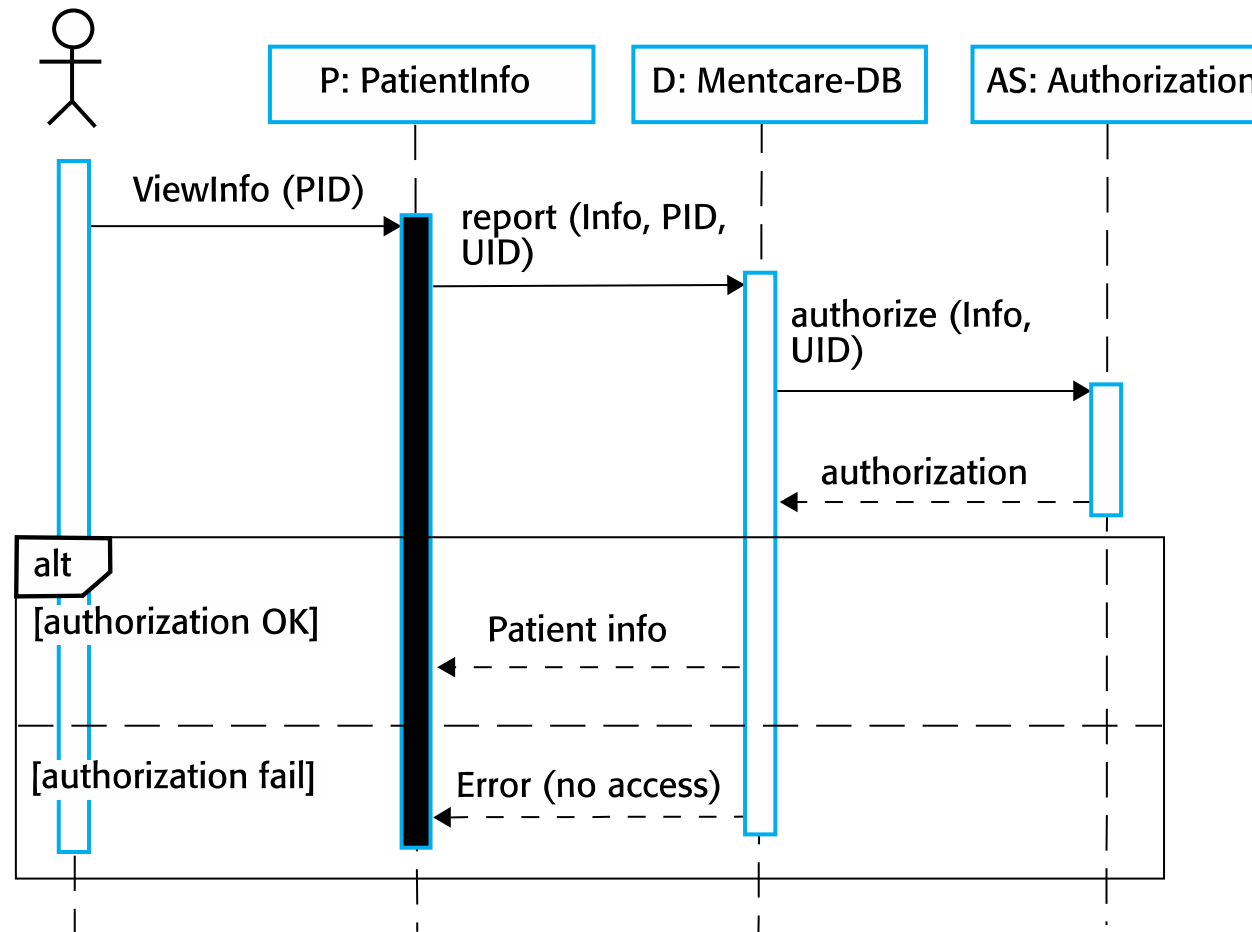 P: PatientInfo
D: Mentcare-DB
AS: Authorization
ViewInfo (PID)
report (Info, PID,
UID)
authorize (Info,
UID)
authorization
alt
[authorization OK]
Patient info
[authorization fail]
Error (no access)